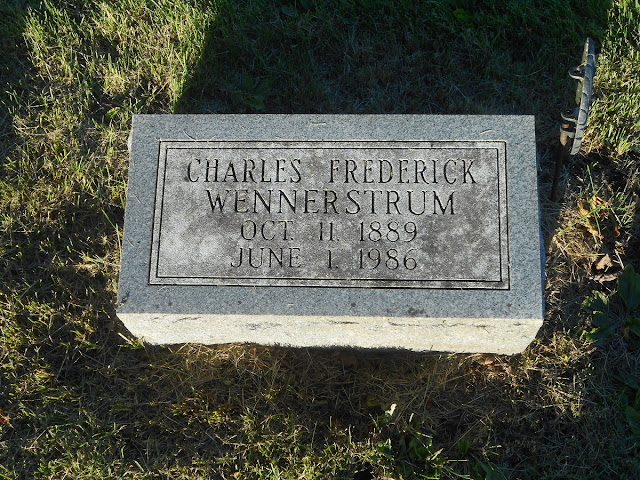 CHARLES FREDERICK
WENNERSTRUM
OCT. 11. 1889
JUNE 1. 1986